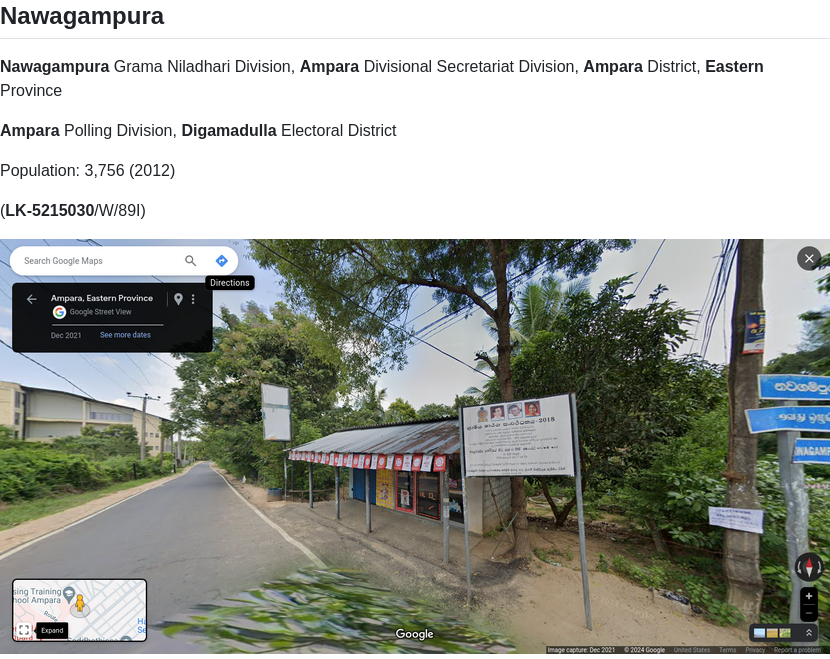 Nawagampura
Nawagampura Grama Niladhari Division, Ampara Divisional Secretariat Division, Ampara District, Eastern
Province
Ampara Polling Division, Digamadulla Electoral District
Population: 3,756 (2012)
(LK-5215030/W/89I)
Search Google Maps
Directions
Ampara, Eastern Province
Google Street View
Dec 2021 See more dates
2018
නවගම්පුර
WAGAMP
sing Training
hool Ampara
Expand
Google
Image capture: Dec 2021 © 2024 Google United States Terms Privacy Report a problem